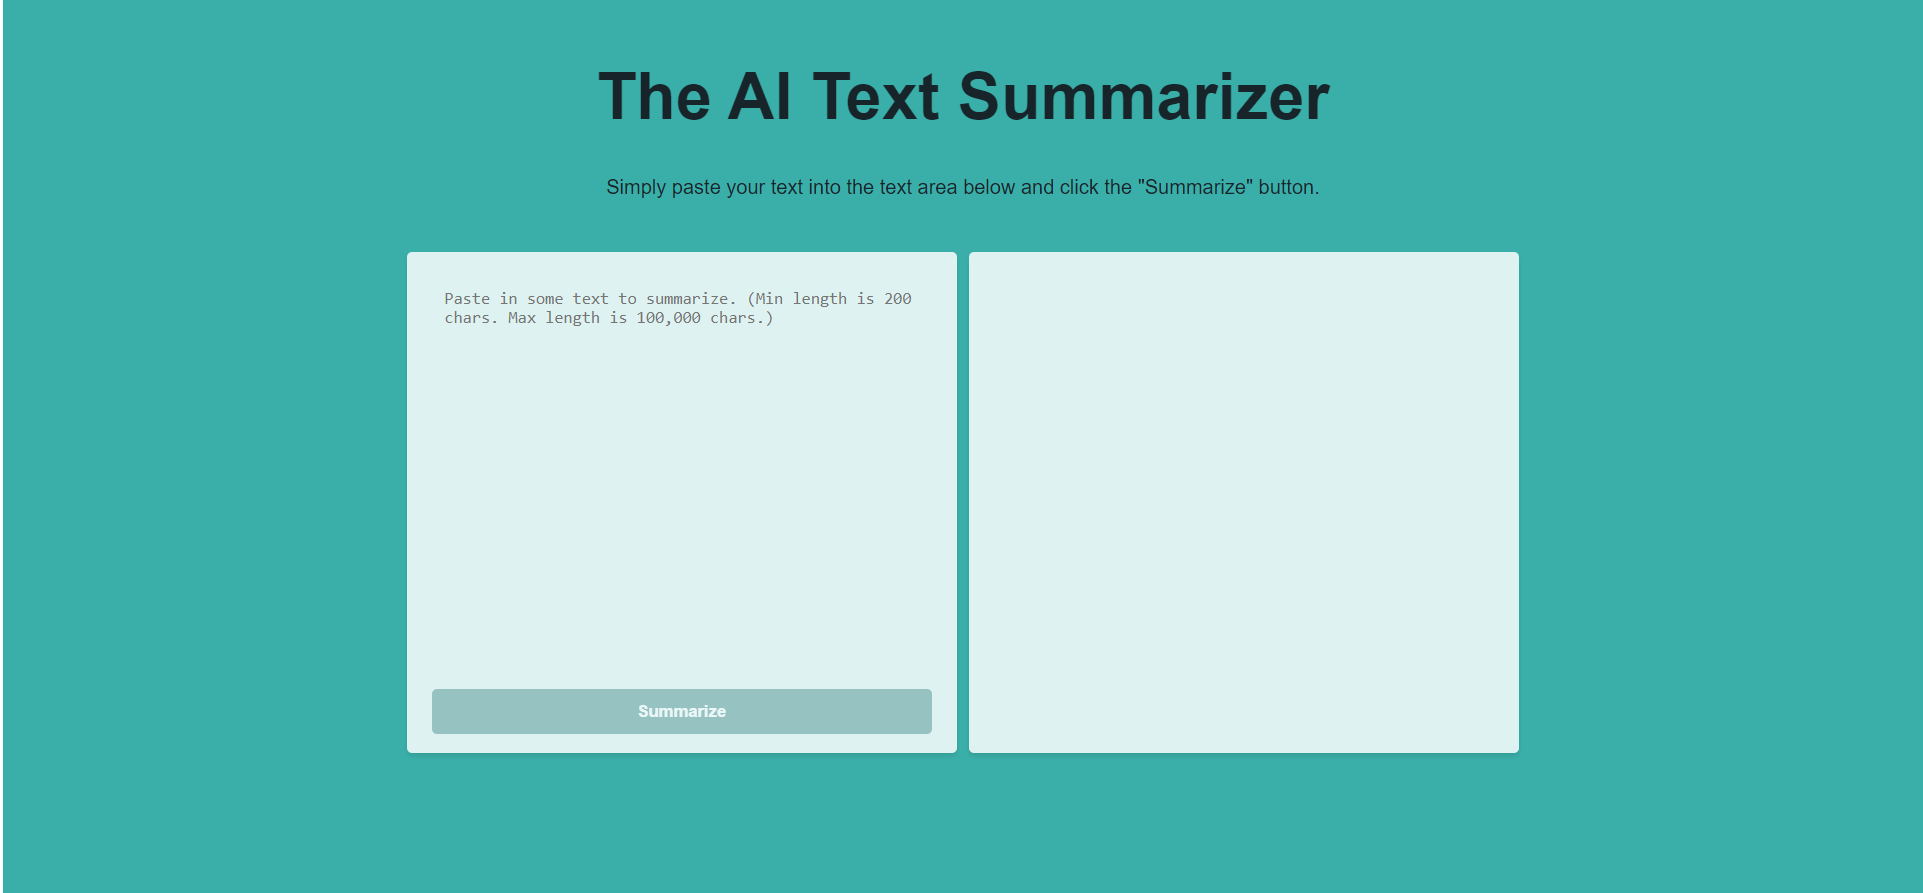 The AI Text Summarizer
Simply paste your text into the text area below and click the "Summarize" button.
Paste in some text to summarize. (Min length is 200
chars. Max length is 100,000 chars.)
Summarize